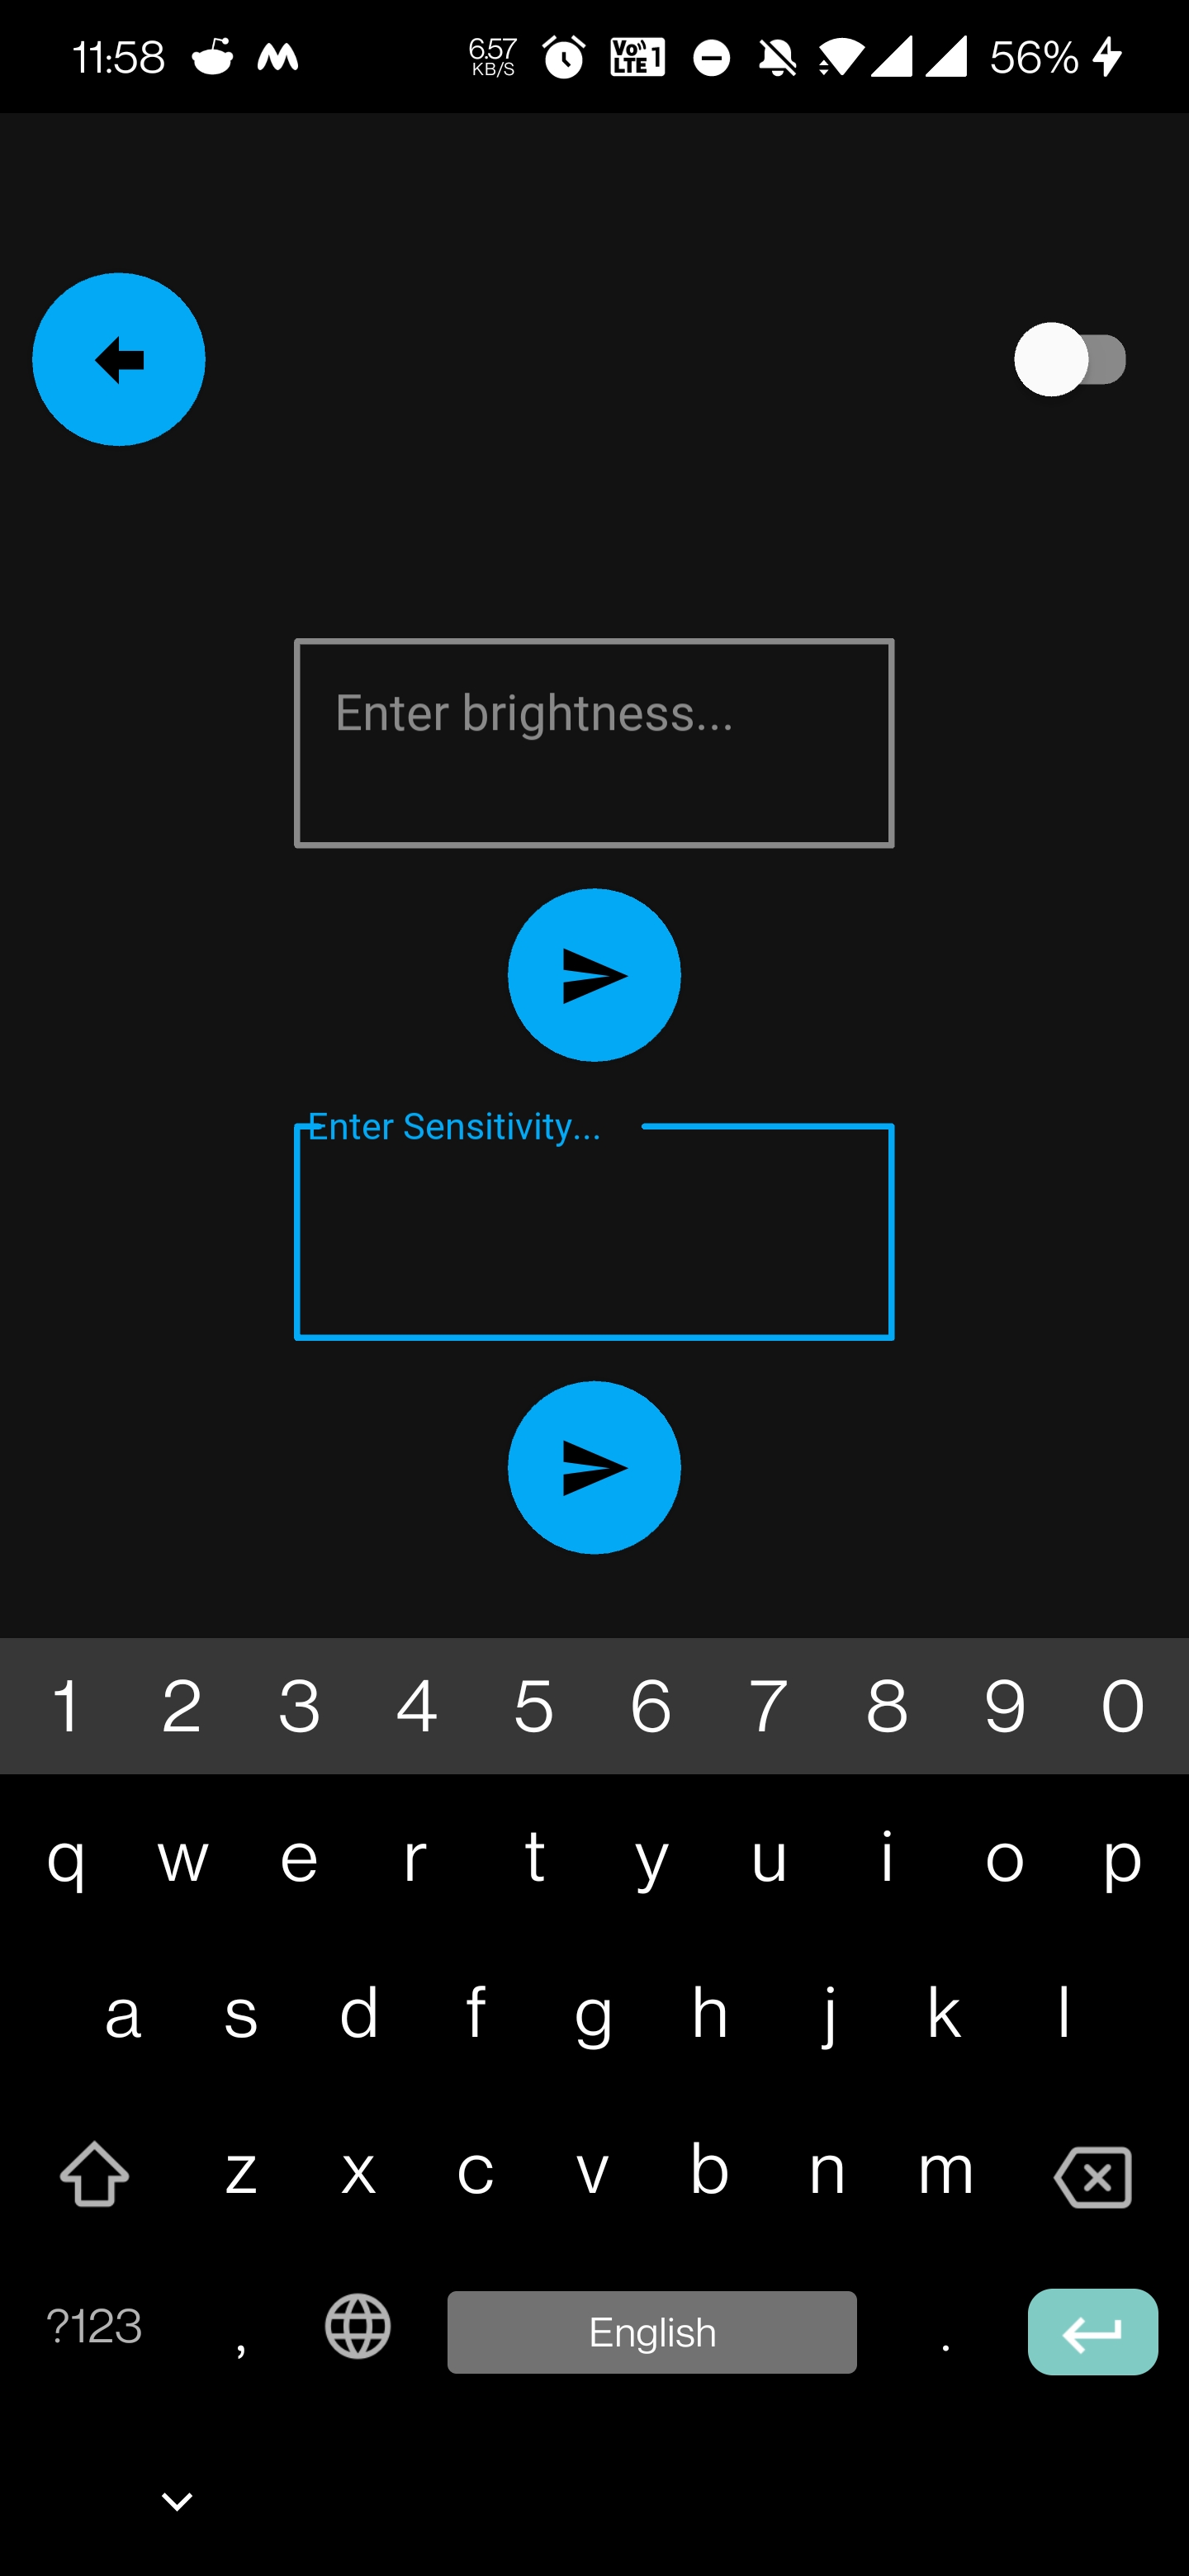 11:58 6.57 KB/S Vo)) LTE 1 56%
Enter brightness...
Enter Sensitivity...
1 2 3 4 5 6 7 8 9 0
q w e r t y u i o p
a s d f g h j k l
z x c v b n m
?123 , English .